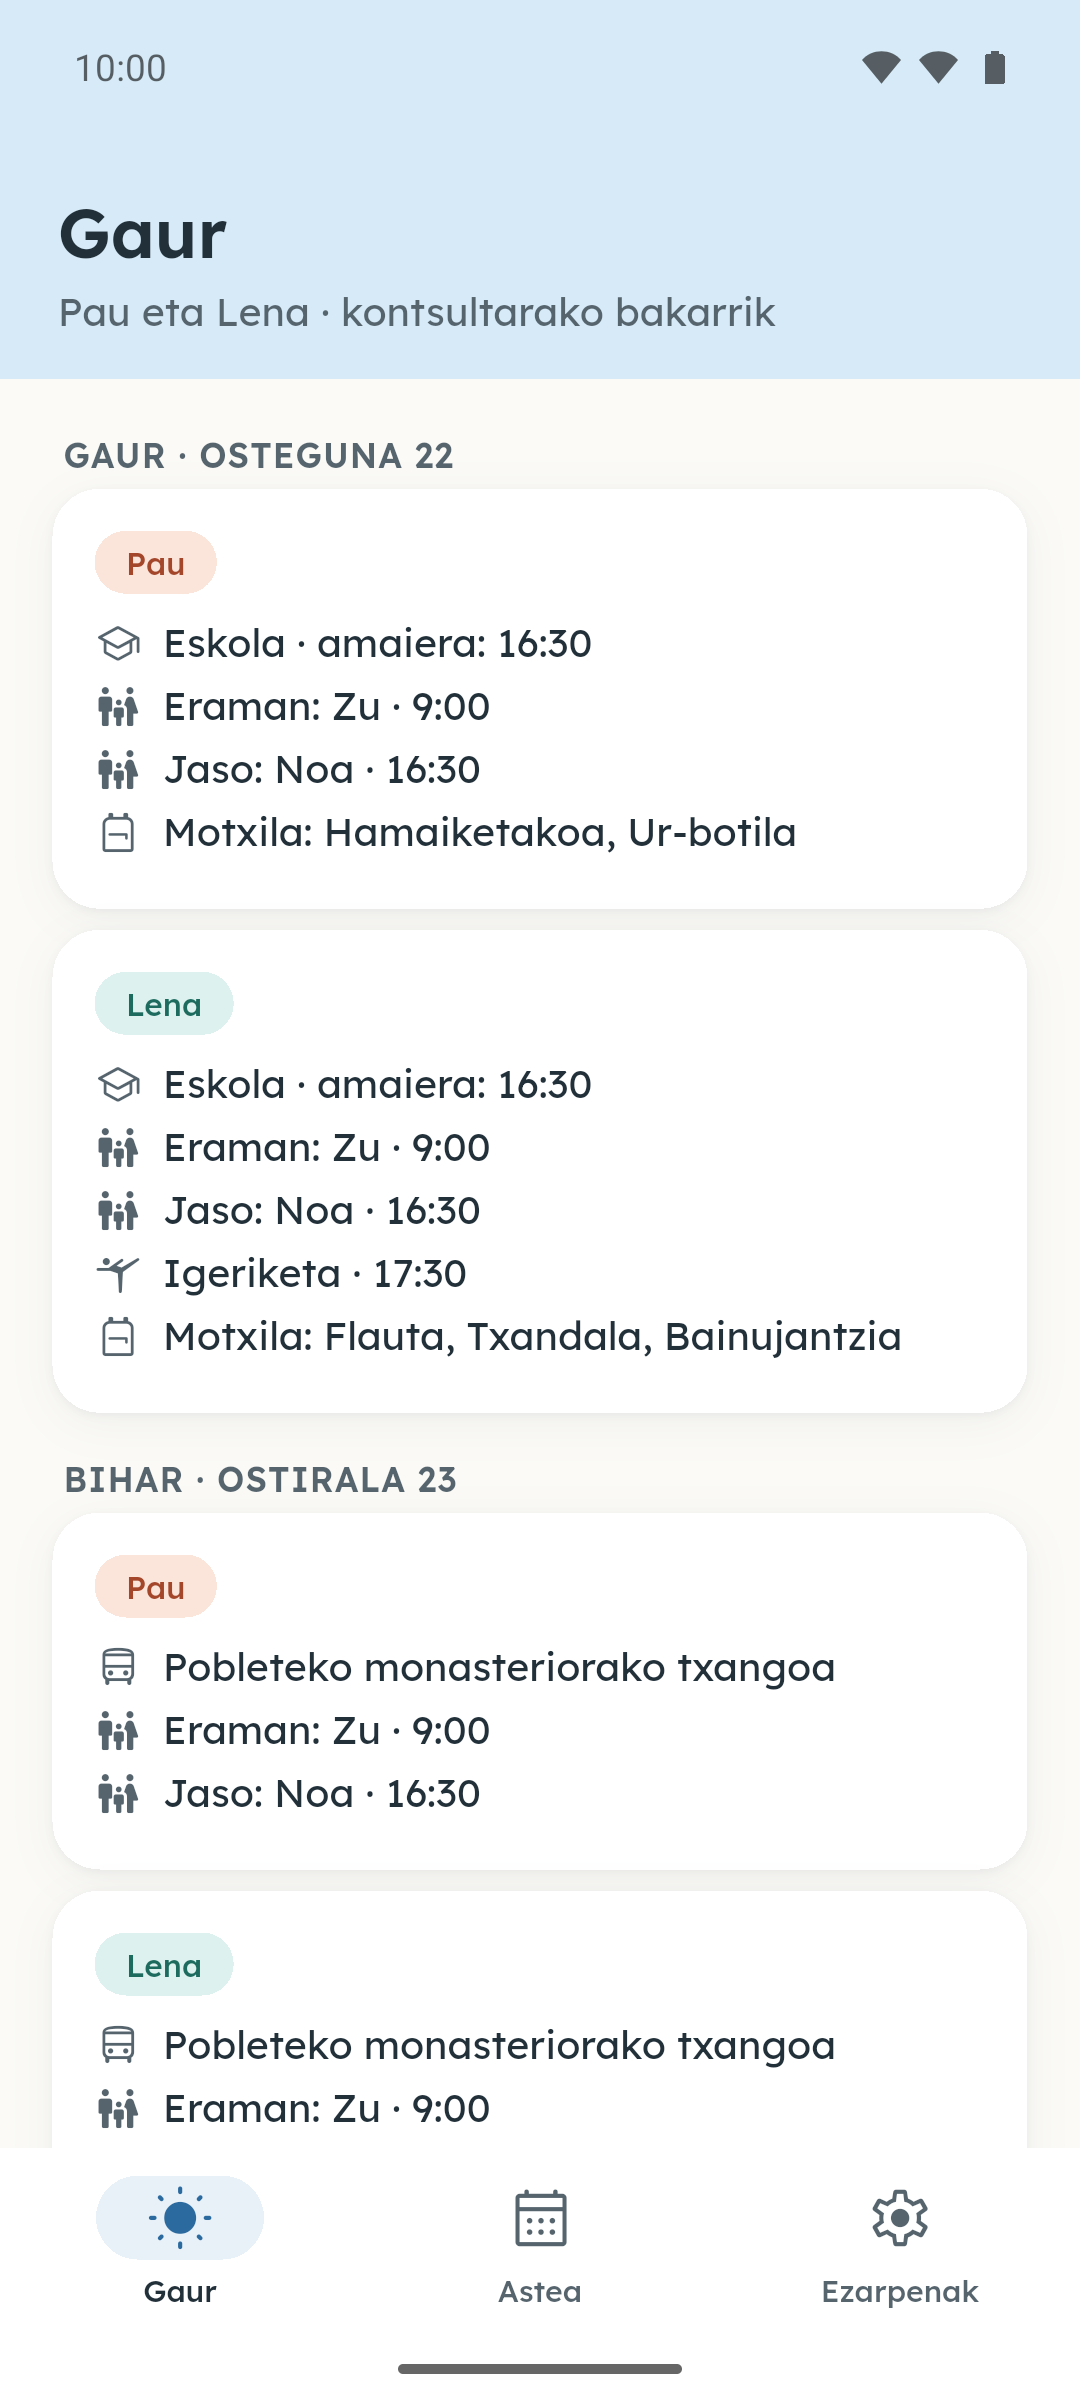 10:00
Gaur
Pau eta Lena · kontsultarako bakarrik
GAUR · OSTEGUNA 22
Pau
Eskola · amaiera: 16:30
Eraman: Zu · 9:00
Jaso: Noa · 16:30
Motxila: Hamaiketakoa, Ur-botila
Lena
Eskola · amaiera: 16:30
Eraman: Zu · 9:00
Jaso: Noa · 16:30
Igeriketa · 17:30
Motxila: Flauta, Txandala, Bainujantzia
BIHAR · OSTIRALA 23
Pau
Pobleteko monasteriorako txangoa
Eraman: Zu · 9:00
Jaso: Noa · 16:30
Lena
Pobleteko monasteriorako txangoa
Eraman: Zu · 9:00
Gaur
Astea
Ezarpenak